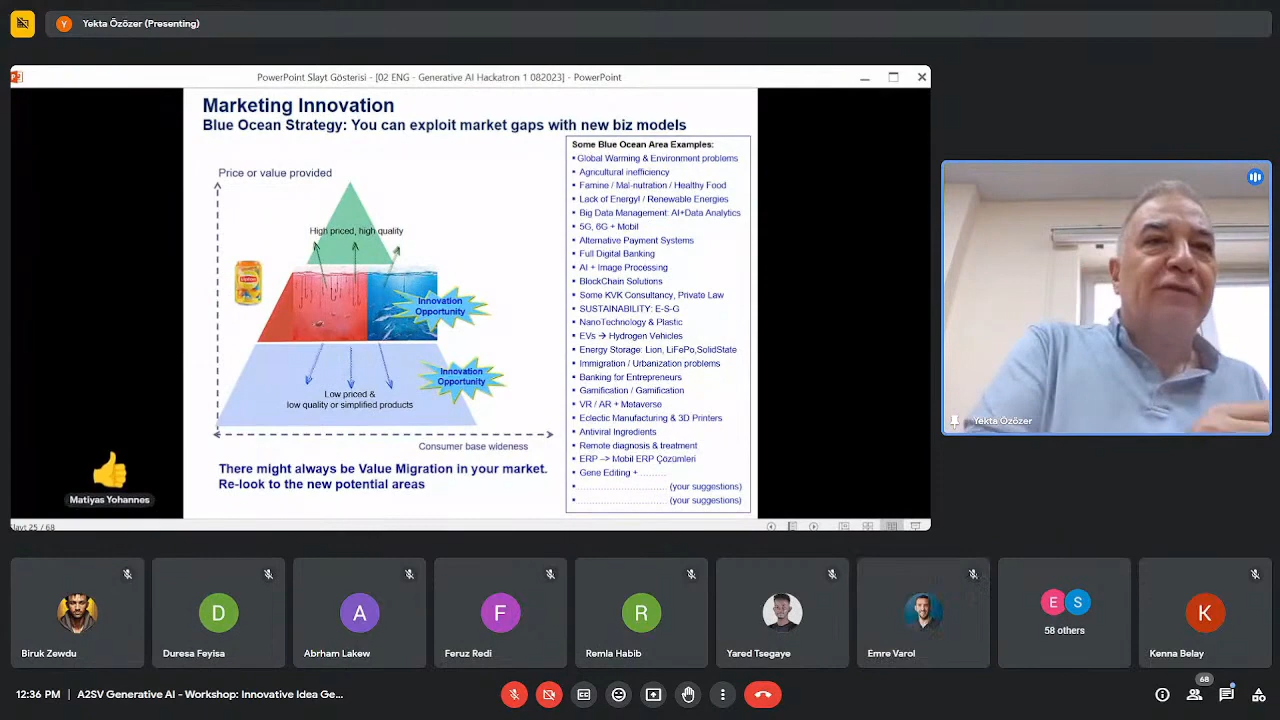 Y
Yekta Özözer (Presenting)
PowerPoint Slayt Gösterisi - [02 ENG - Generative AI Hackatron 1 082023] - PowerPoint
Marketing Innovation
Blue Ocean Strategy: You can exploit market gaps with new biz models
Price or value provided
High priced, high quality
Innovation
Opportunity
Innovation
Opportunity
Low priced &
low quality or simplified products
Consumer base wideness
There might always be Value Migration in your market.
Re-look to the new potential areas
Some Blue Ocean Area Examples:
▪ Global Warming & Environment problems
▪ Agricultural inefficiency
▪ Famine / Mal-nutration / Healthy Food
▪ Lack of Energy! / Renewable Energies
▪ Big Data Management: AI+Data Analytics
▪ 5G, 6G + Mobil
▪ Alternative Payment Systems
▪ Full Digital Banking
▪ AI + Image Processing
▪ BlockChain Solutions
▪ Some KVK Consultancy, Private Law
▪ SUSTAINABILITY: E-S-G
▪ NanoTechnology & Plastic
▪ EVs → Hydrogen Vehicles
▪ Energy Storage: Lion, LiFePo,SolidState
▪ Immigration / Urbanization problems
▪ Banking for Entrepreneurs
▪ Gamification / Gamification
▪ VR / AR + Metaverse
▪ Eclectic Manufacturing & 3D Printers
▪ Antiviral Ingredients
▪ Remote diagnosis & treatment
▪ ERP –> Mobil ERP Çözümleri
▪ Gene Editing + .........
▪ ............................. (your suggestions)
▪ ............................. (your suggestions)
Matiyas Yohannes
layt 25 / 68
Yekta Özözer
Biruk Zewdu
D
Duresa Feyisa
A
Abrham Lakew
F
Feruz Redi
R
Remla Habib
Yared Tsegaye
Emre Varol
E S
58 others
K
Kenna Belay
12:36 PM | A2SV Generative AI - Workshop: Innovative Idea Ge...
68